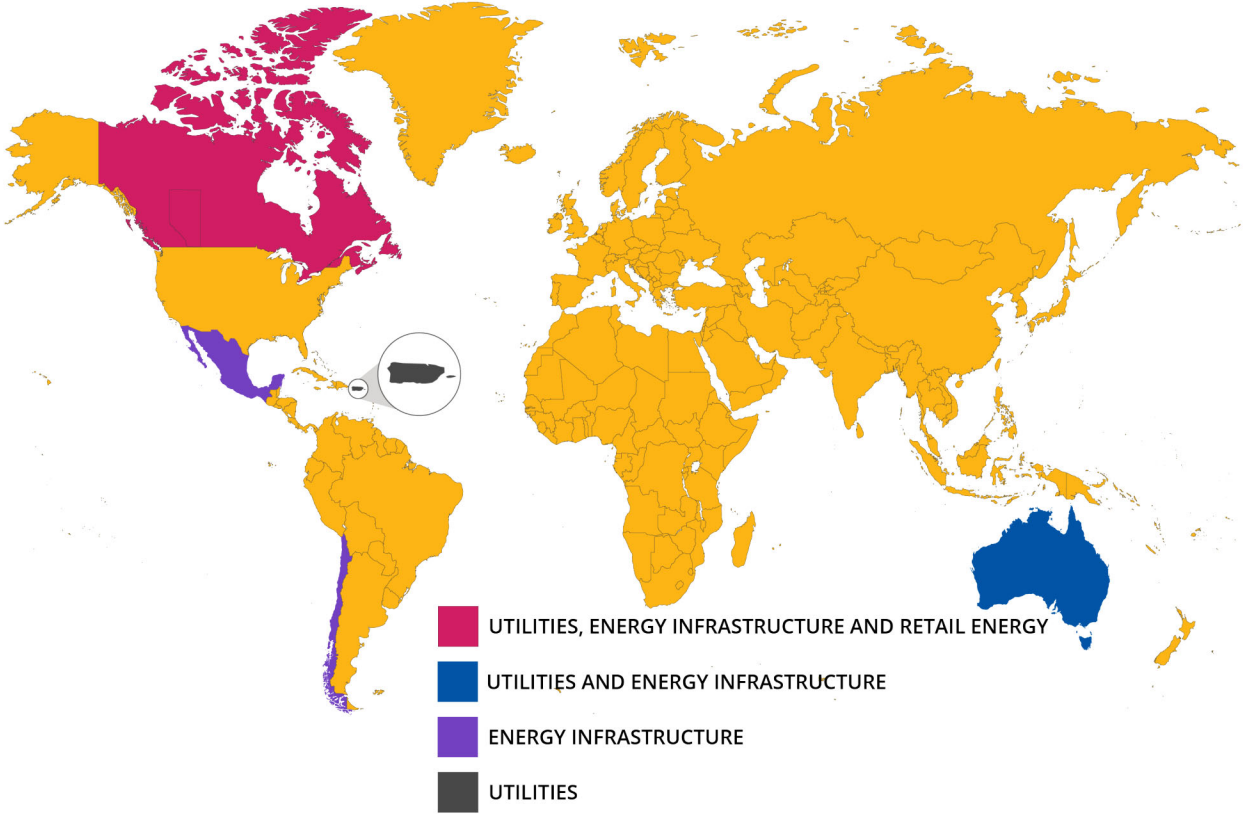 UTILITIES, ENERGY INFRASTRUCTURE AND RETAIL ENERGY
UTILITIES AND ENERGY INFRASTRUCTURE
ENERGY INFRASTRUCTURE
UTILITIES